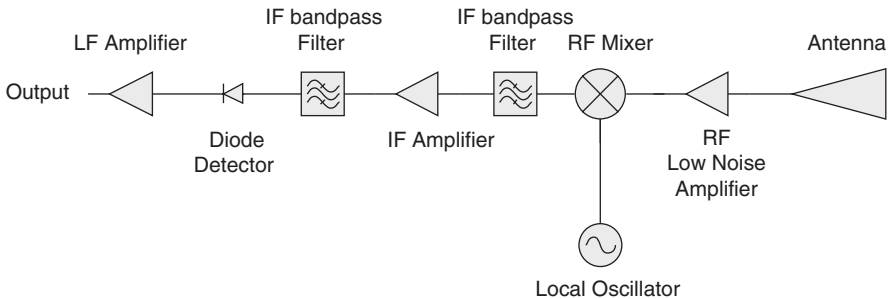 IF bandpass
Filter
IF bandpass
Filter
LF Amplifier
RF Mixer
Antenna
Output
Diode
Detector
IF Amplifier
RF
Low Noise
Amplifier
Local Oscillator